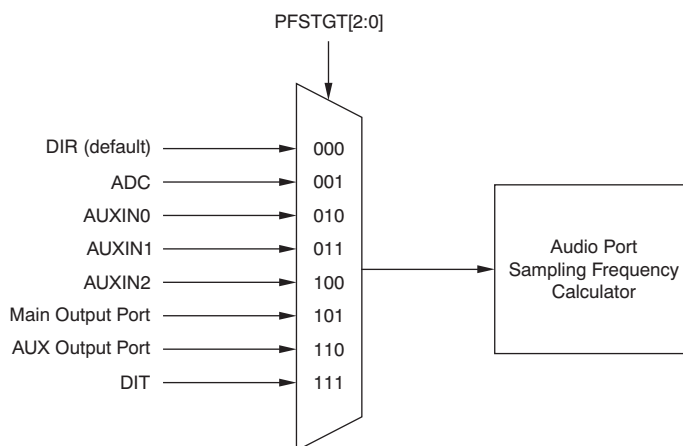 PFSTGT[2:0]
DIR (default)
000
ADC
001
AUXIN0
010
AUXIN1
011
AUXIN2
100
Main Output Port
101
AUX Output Port
110
DIT
111
Audio Port
Sampling Frequency
Calculator